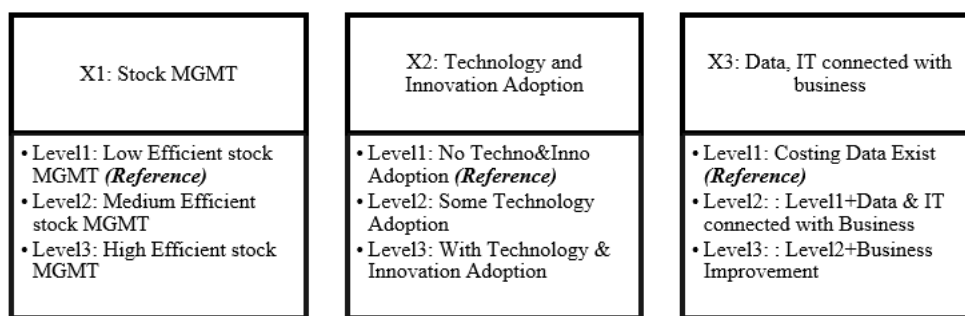 X1: Stock MGMT
• Level1: Low Efficient stock
MGMT (Reference)
• Level2: Medium Efficient
stock MGMT
• Level3: High Efficient stock
MGMT
X2: Technology and
Innovation Adoption
• Level1: No Techno&Inno
Adoption (Reference)
• Level2: Some Technology
Adoption
• Level3: With Technology &
Innovation Adoption
X3: Data, IT connected with
business
• Level1: Costing Data Exist
(Reference)
• Level2: : Level1+Data & IT
connected with Business
• Level3: : Level2+Business
Improvement